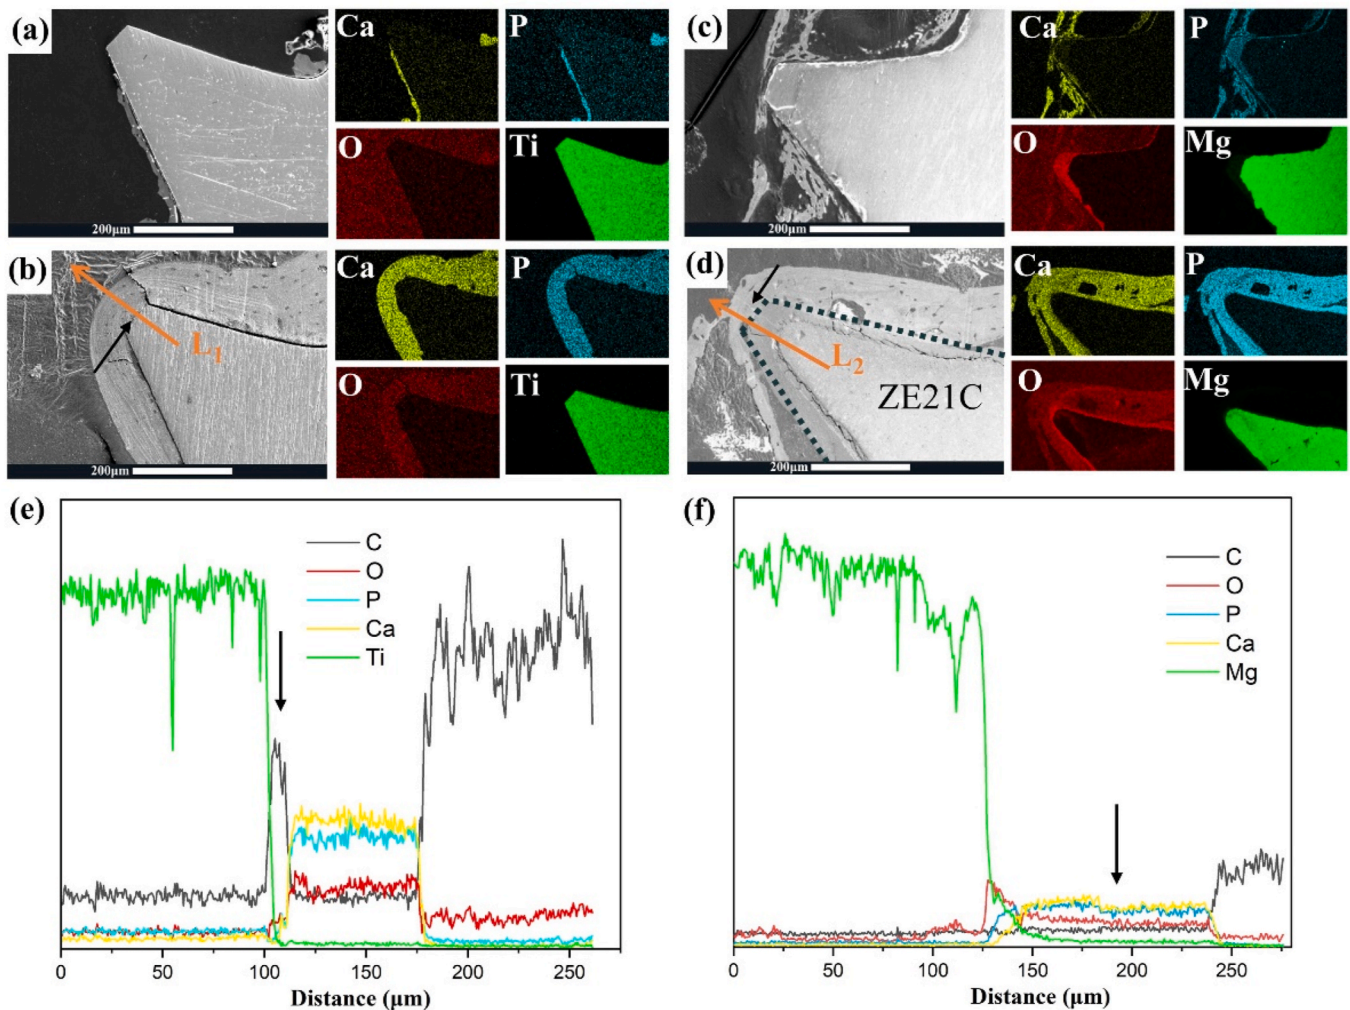 (a)
Ca
P
O
Ti
200μm
(c)
Ca
P
O
Mg
200μm
(b)
L1
Ca
P
O
Ti
200μm
(d)
L2
ZE21C
Ca
P
O
Mg
200μm
(e)
C
O
P
Ca
Ti
0 50 100 150 200 250
Distance (μm)
(f)
C
O
P
Ca
Mg
0 50 100 150 200 250
Distance (μm)